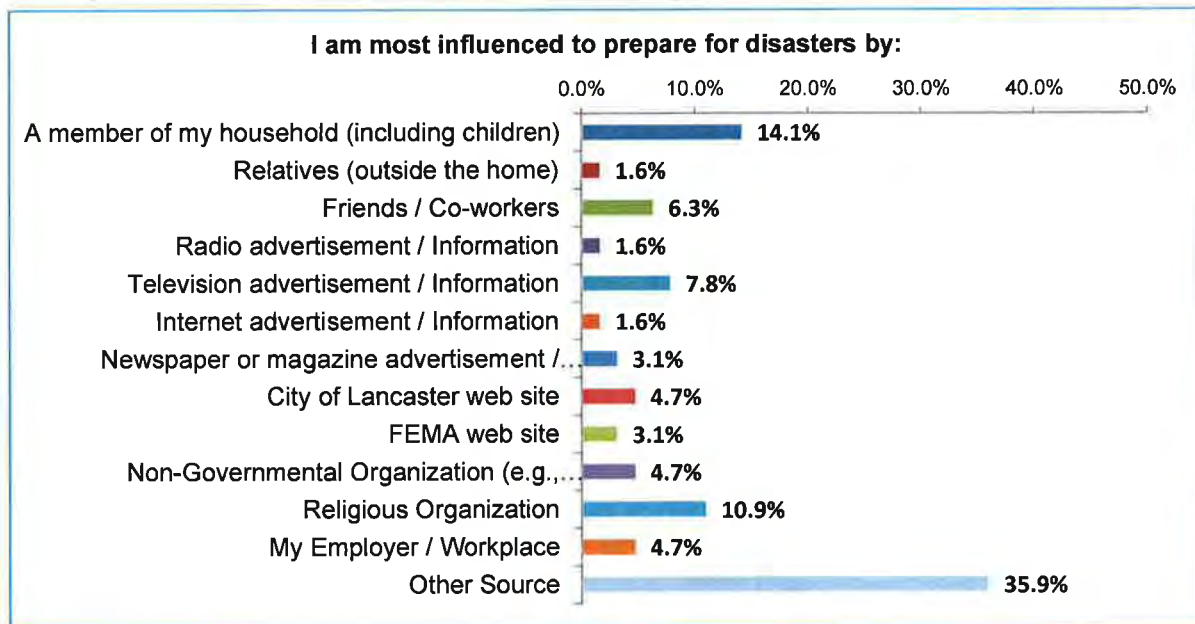 I am most influenced to prepare for disasters by:
0.0% 10.0% 20.0% 30.0% 40.0% 50.0%
A member of my household (including children) 14.1%
Relatives (outside the home) 1.6%
Friends / Co-workers 6.3%
Radio advertisement / Information 1.6%
Television advertisement / Information 7.8%
Internet advertisement / Information 1.6%
Newspaper or magazine advertisement /... 3.1%
City of Lancaster web site 4.7%
FEMA web site 3.1%
Non-Governmental Organization (e.g.,... 4.7%
Religious Organization 10.9%
My Employer / Workplace 4.7%
Other Source 35.9%